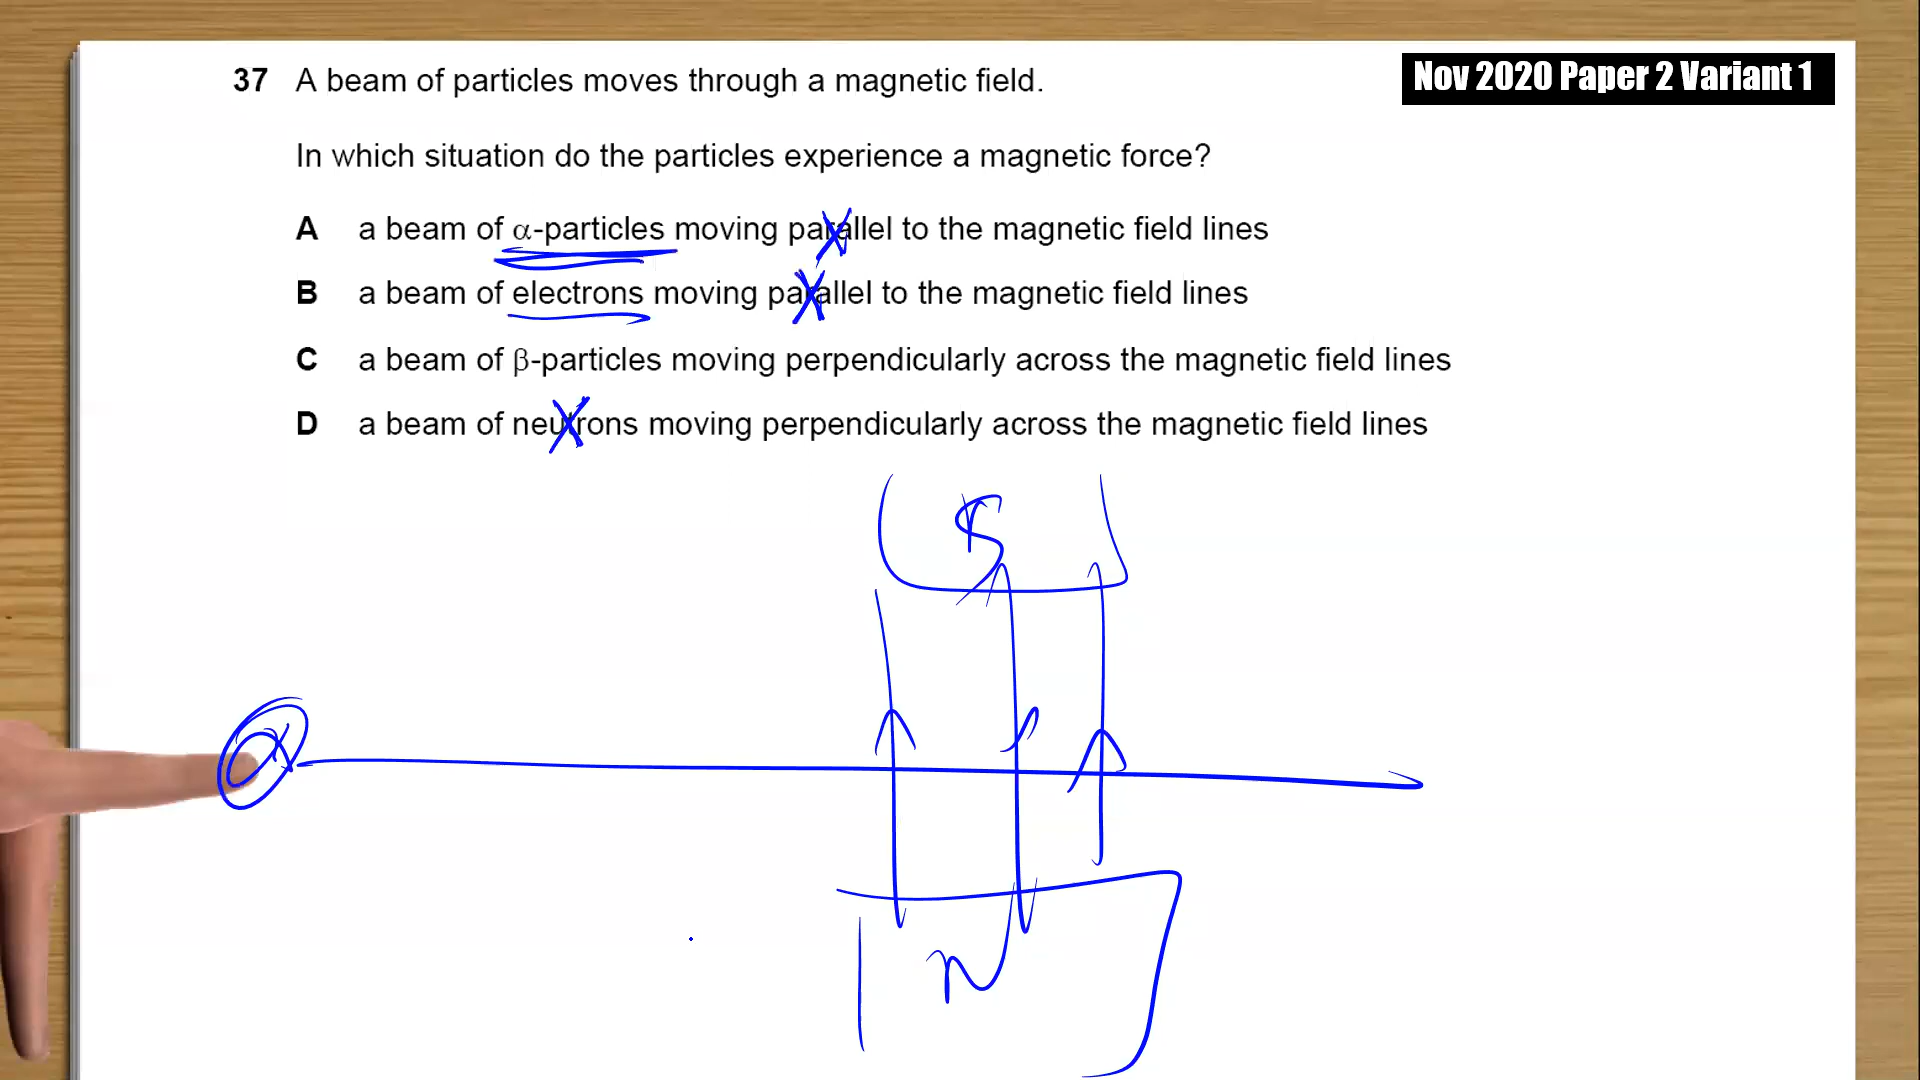 Nov 2020 Paper 2 Variant 1
37 A beam of particles moves through a magnetic field.
In which situation do the particles experience a magnetic force?
A a beam of α-particles moving parallel to the magnetic field lines
B a beam of electrons moving parallel to the magnetic field lines
C a beam of β-particles moving perpendicularly across the magnetic field lines
D a beam of neutrons moving perpendicularly across the magnetic field lines
S
α
N